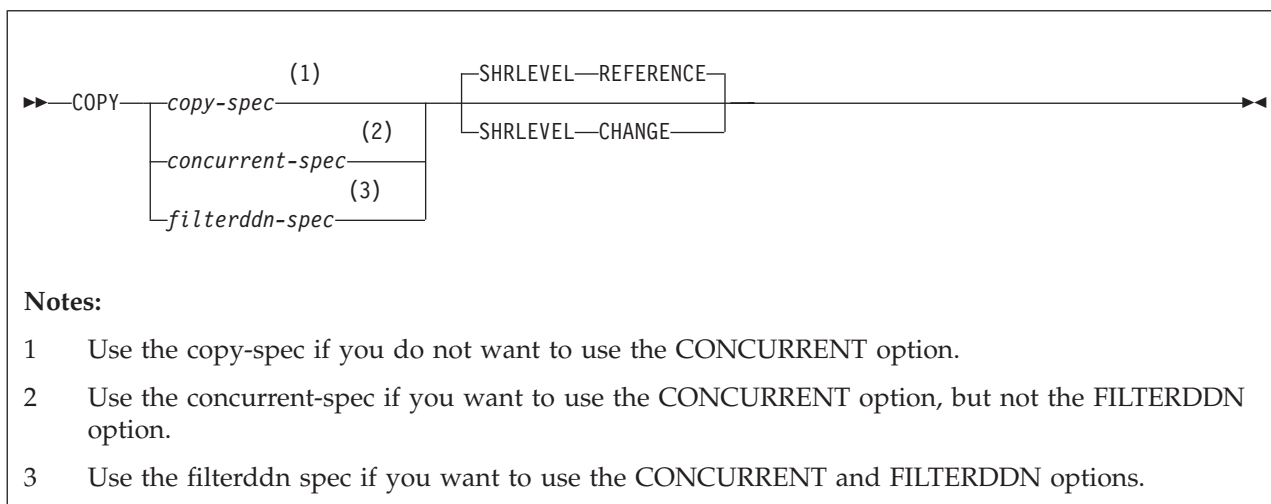 (1) SHRLEVEL REFERENCE
COPY copy-spec
(2) SHRLEVEL CHANGE
concurrent-spec
(3)
filterddn-spec
Notes:
1 Use the copy-spec if you do not want to use the CONCURRENT option.
2 Use the concurrent-spec if you want to use the CONCURRENT option, but not the FILTERDDN
option.
3 Use the filterddn spec if you want to use the CONCURRENT and FILTERDDN options.